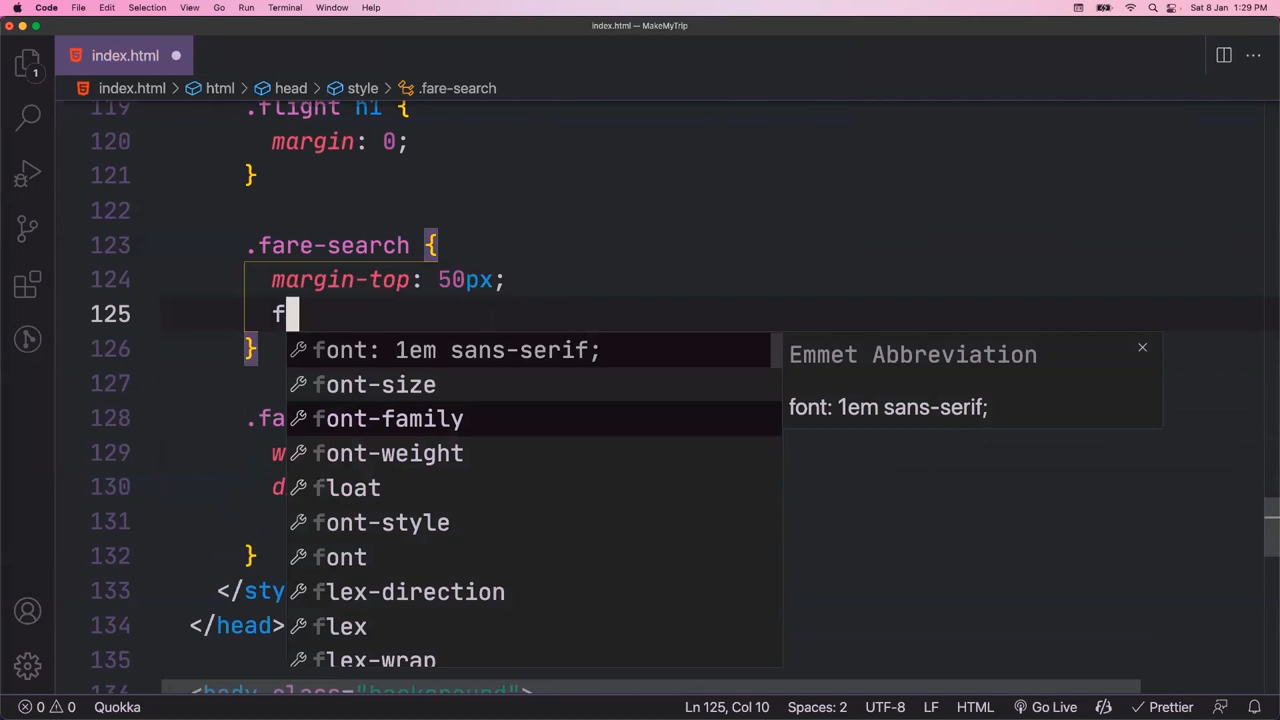 Code File Edit Selection View Go Run Terminal Window Help Sat 8 Jan 1:29 PM
index.html — MakeMyTrip
index.html
index.html > html > head > style > .fare-search
119 .flight h1 {
120 margin: 0;
121 }
122
123 .fare-search {
124 margin-top: 50px;
125 f
126 }
127
128 .fa
129 w
130 d
131
132 }
133 </sty
134 </head>
135
136 <body class="background">
font: 1em sans-serif;
font-size
font-family
font-weight
float
font-style
font
flex-direction
flex
flex-wrap
Emmet Abbreviation
font: 1em sans-serif;
1
0 0 Quokka Ln 125, Col 10 Spaces: 2 UTF-8 LF HTML Go Live Prettier